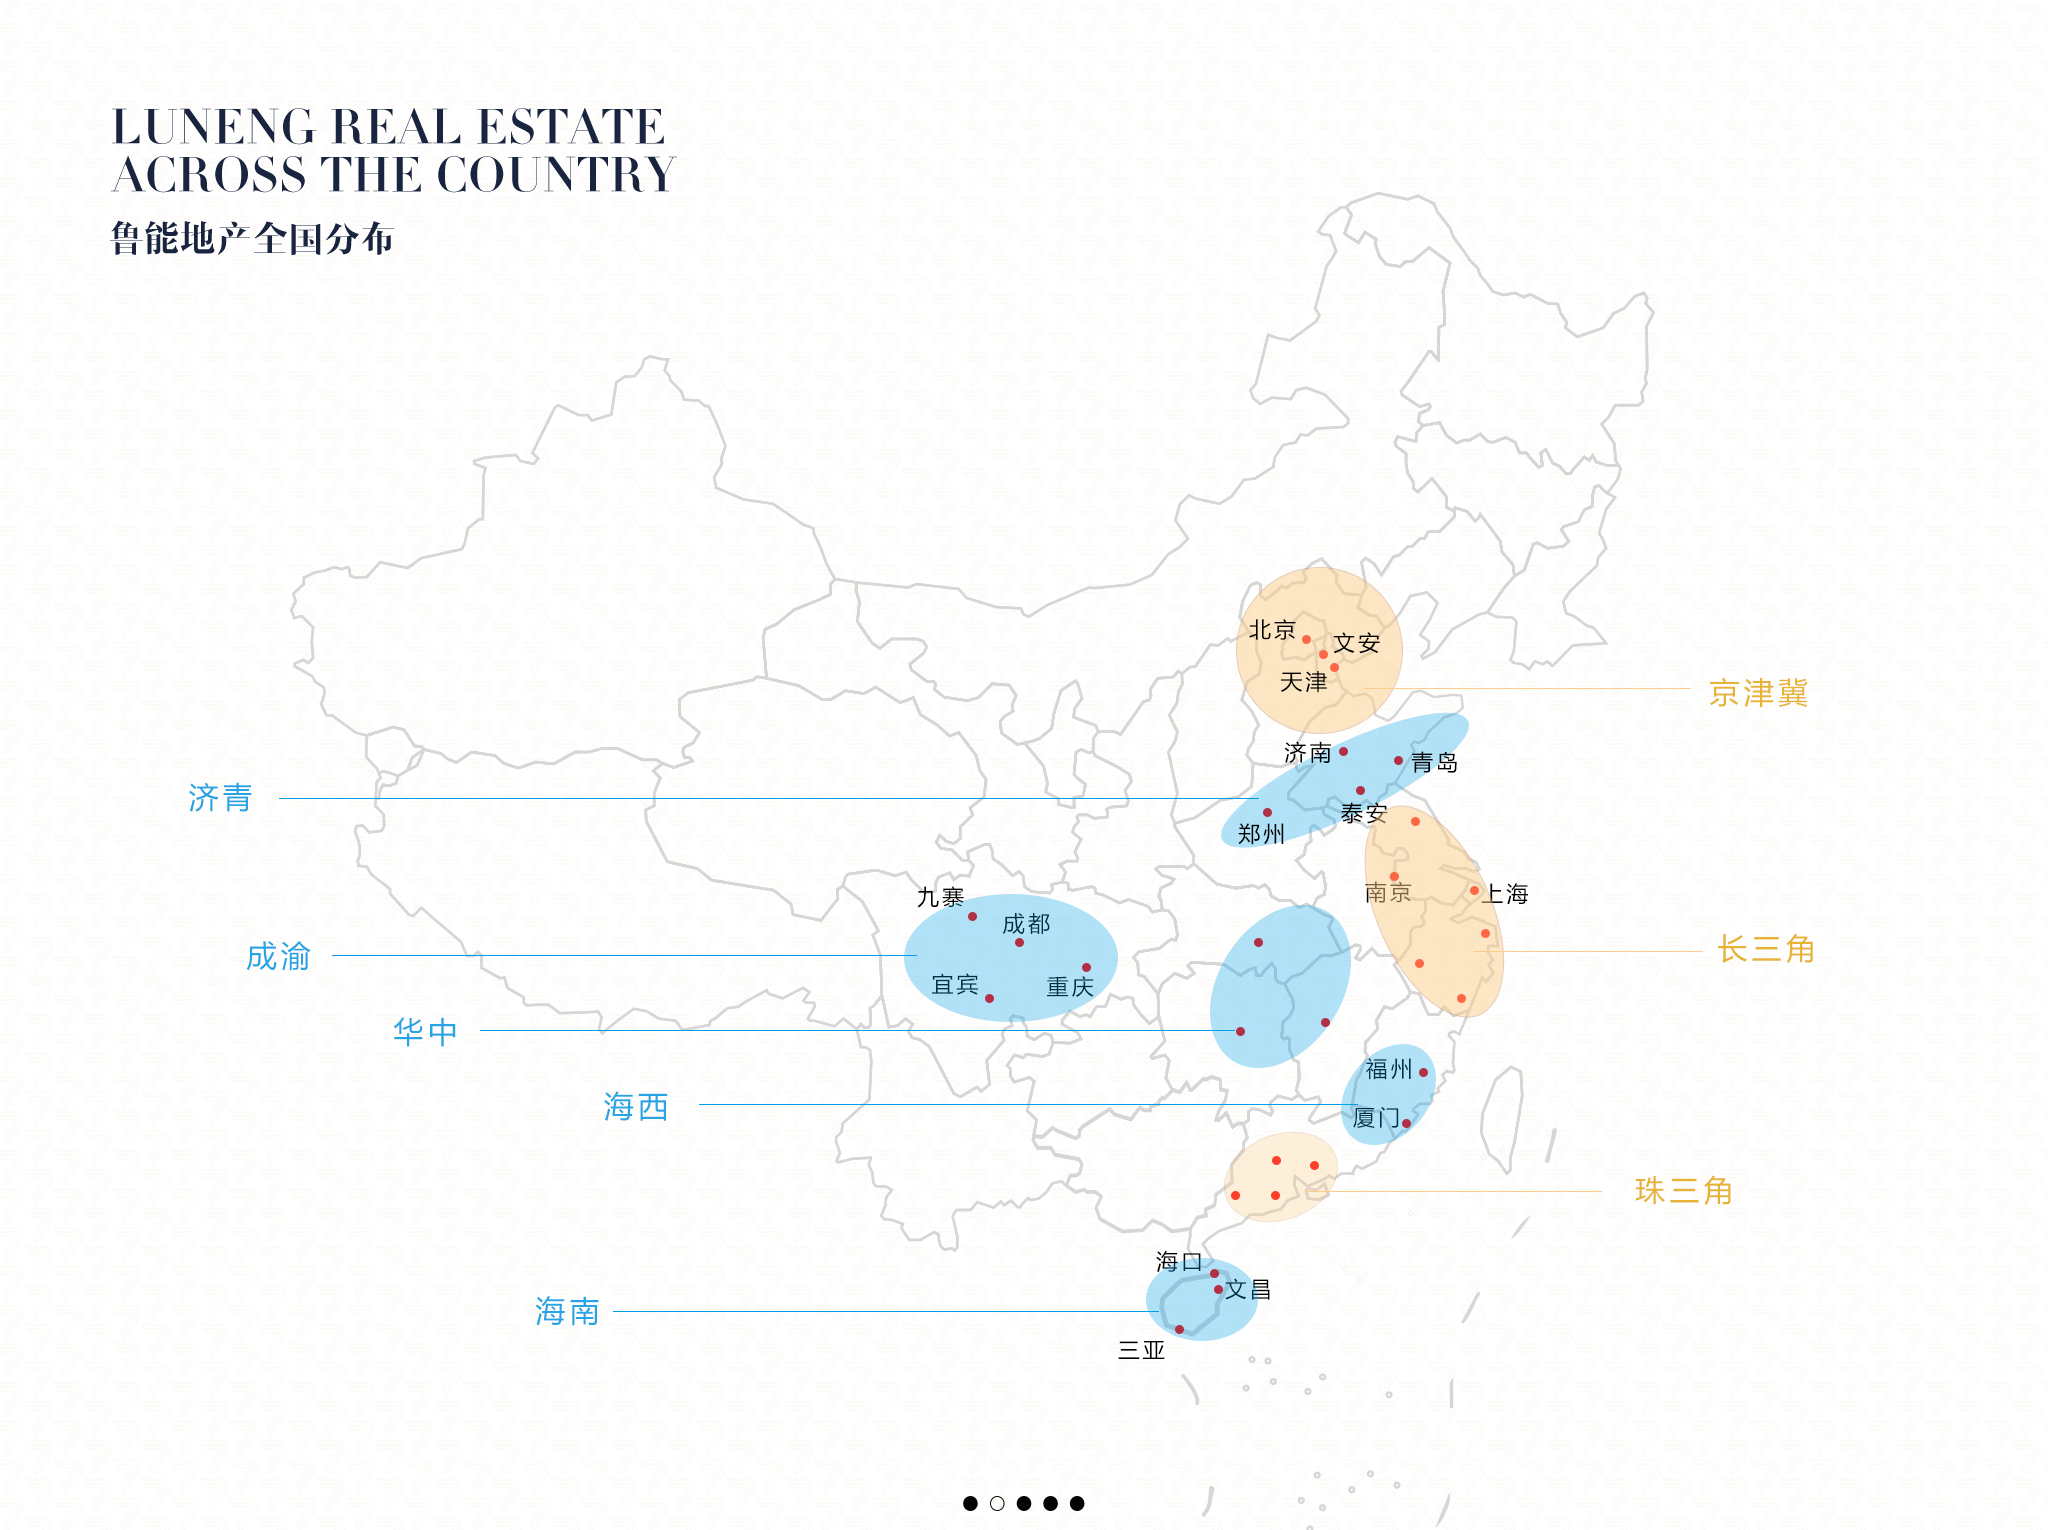 LUNENG REAL ESTATE
ACROSS THE COUNTRY
鲁能地产全国分布
北京
文安
天津
京津冀
济南
青岛
济青
泰安
郑州
南京
上海
九寨
成都
长三角
成渝
宜宾
重庆
华中
福州
海西
厦门
珠三角
海口
文昌
海南
三亚